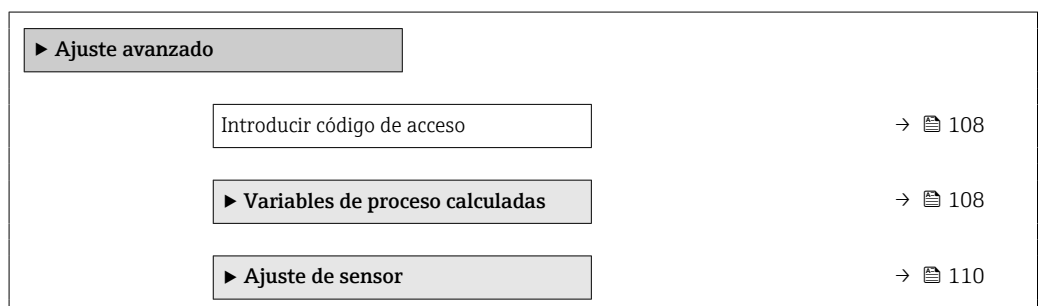 ▶ Ajuste avanzado
Introducir código de acceso → 108
▶ Variables de proceso calculadas → 108
▶ Ajuste de sensor → 110